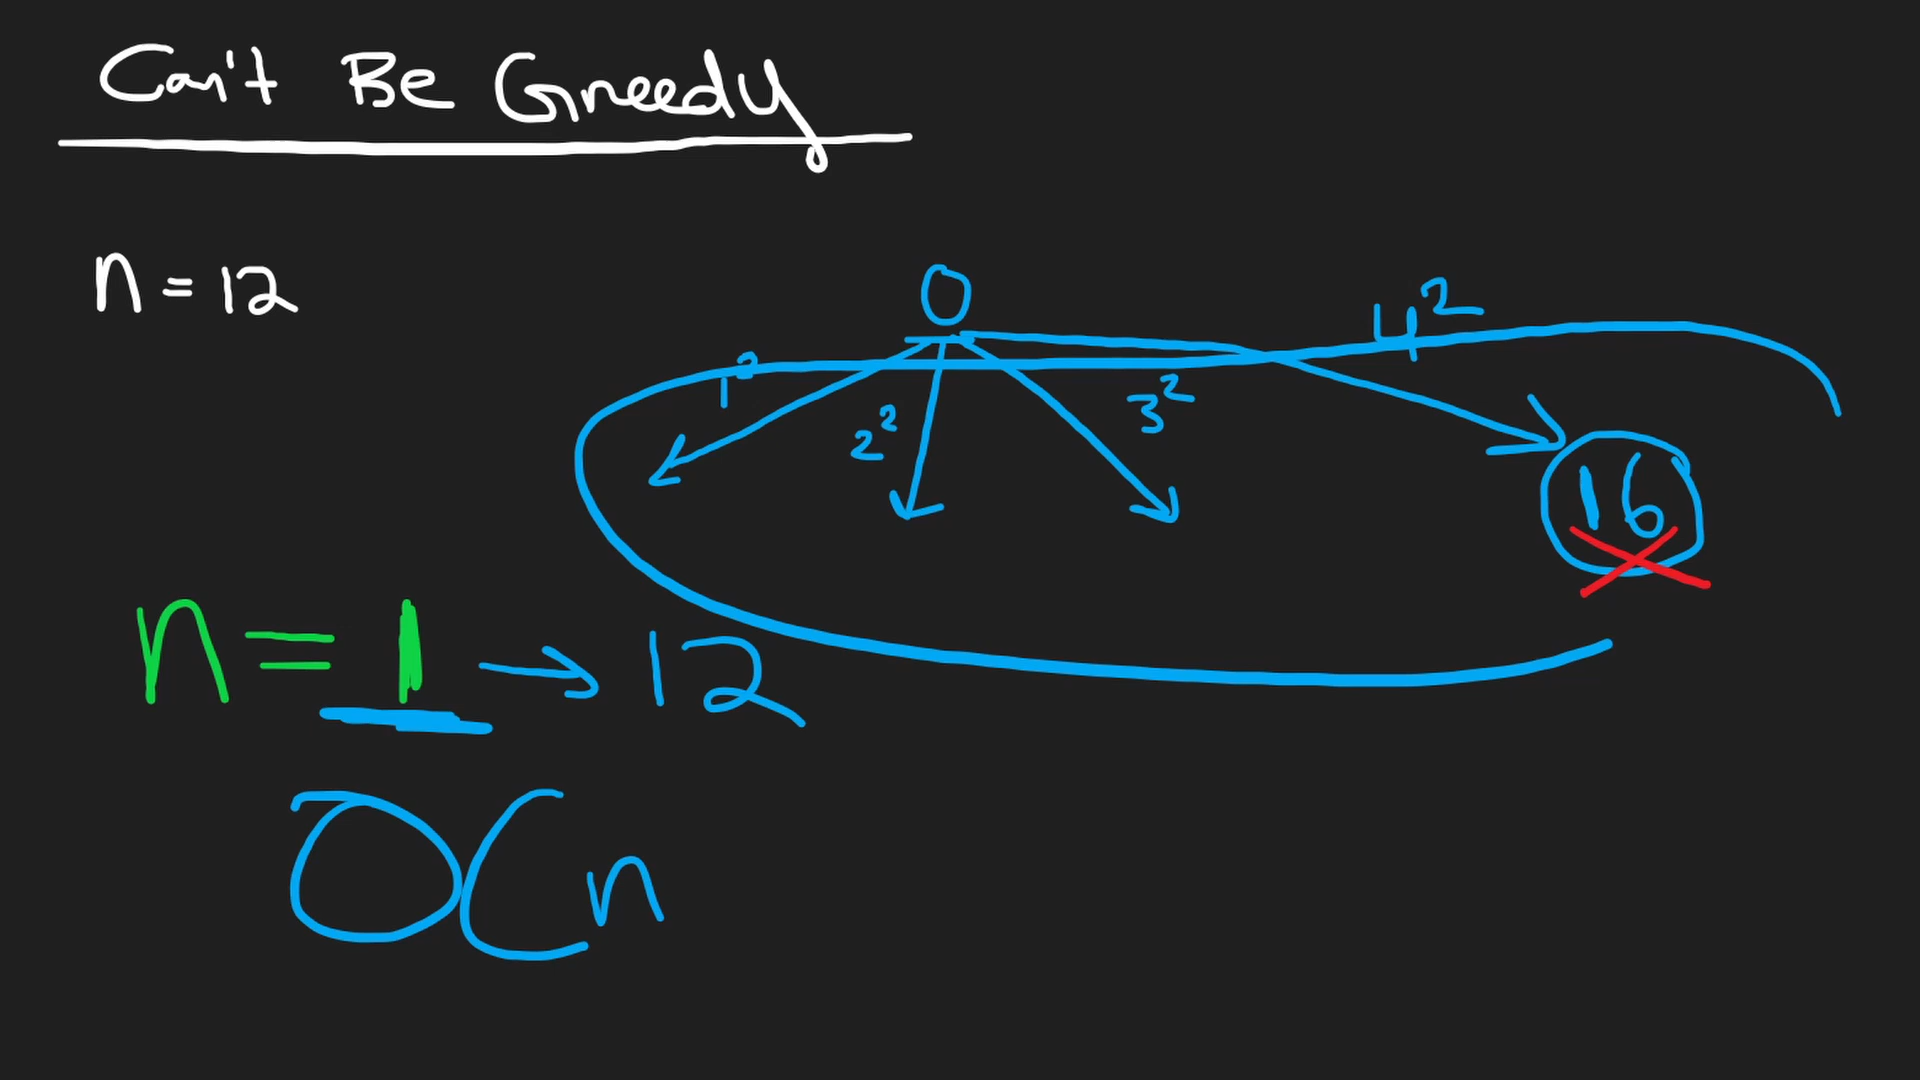 Can't Be Greedy
n = 12
0
1² 2² 3² 4²
16
n = 1 → 12
O(n